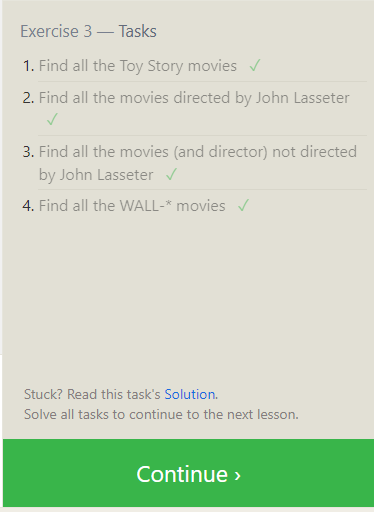 Exercise 3 — Tasks
1. Find all the Toy Story movies ✓
2. Find all the movies directed by John Lasseter
✓
3. Find all the movies (and director) not directed
by John Lasseter ✓
4. Find all the WALL-* movies ✓
Stuck? Read this task's Solution.
Solve all tasks to continue to the next lesson.
Continue ›